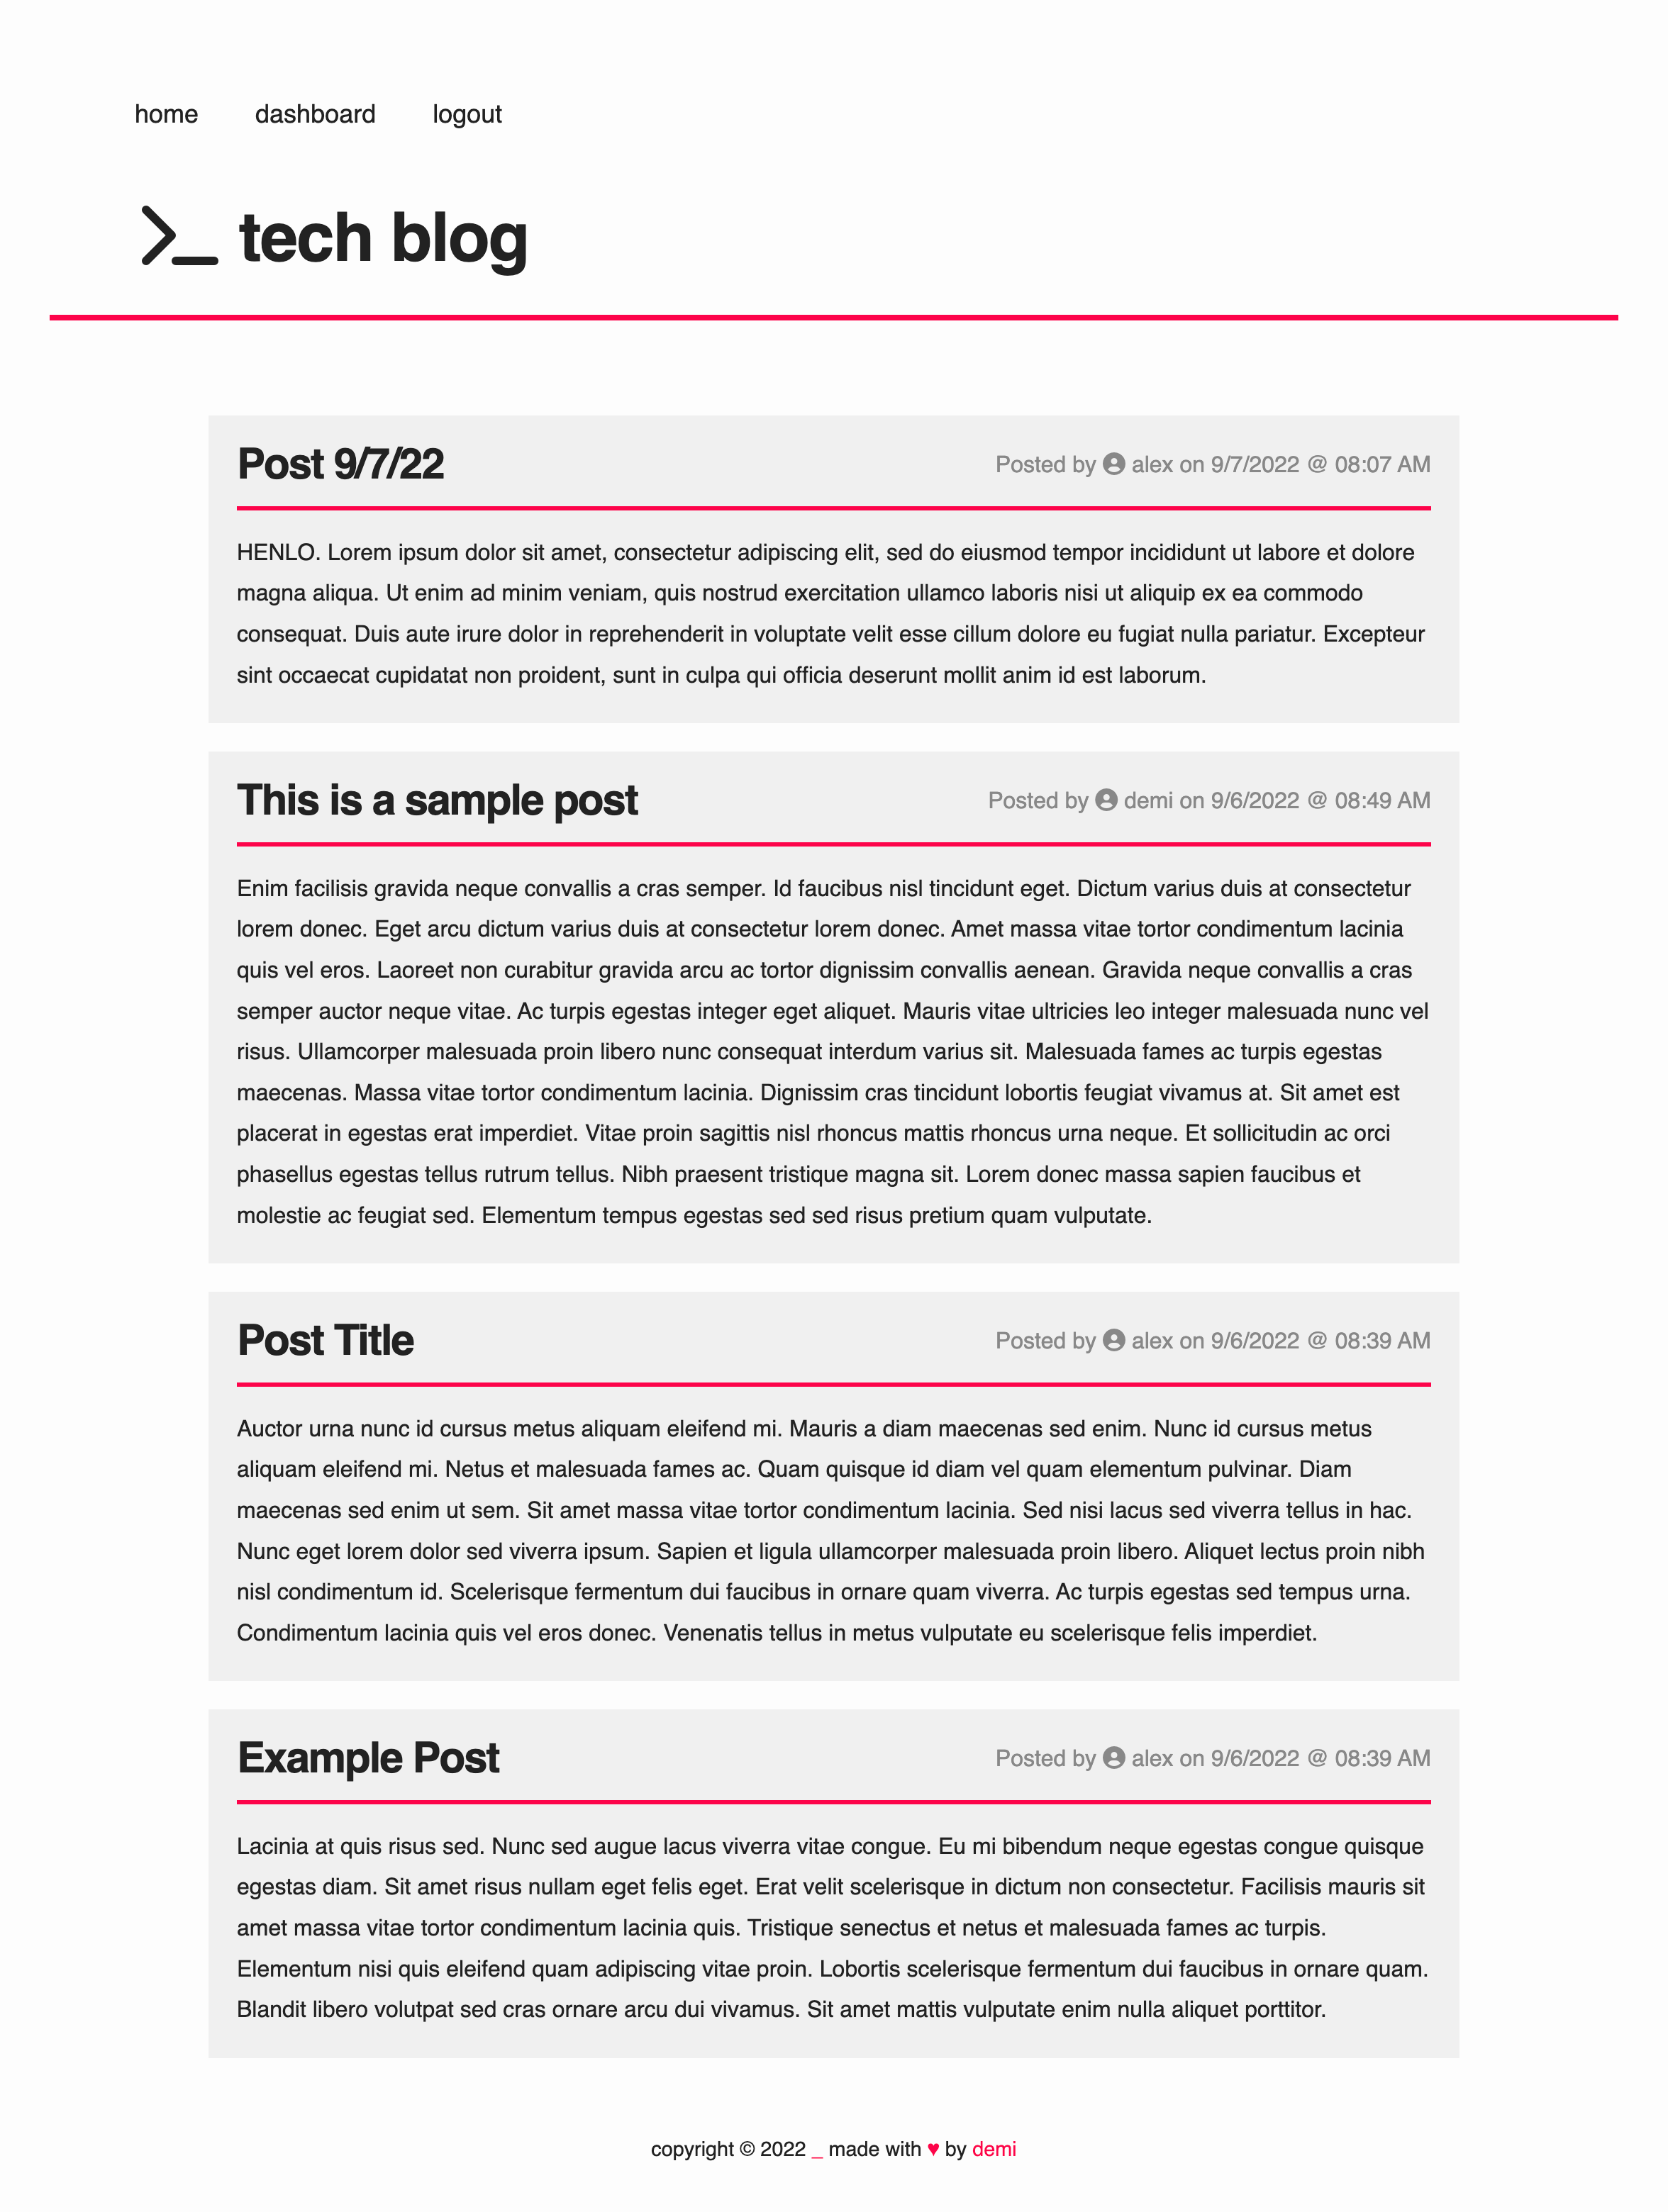 home dashboard logout
>_ tech blog
Post 9/7/22
Posted by alex on 9/7/2022 @ 08:07 AM
HENLO. Lorem ipsum dolor sit amet, consectetur adipiscing elit, sed do eiusmod tempor incididunt ut labore et dolore
magna aliqua. Ut enim ad minim veniam, quis nostrud exercitation ullamco laboris nisi ut aliquip ex ea commodo
consequat. Duis aute irure dolor in reprehenderit in voluptate velit esse cillum dolore eu fugiat nulla pariatur. Excepteur
sint occaecat cupidatat non proident, sunt in culpa qui officia deserunt mollit anim id est laborum.
This is a sample post
Posted by demi on 9/6/2022 @ 08:49 AM
Enim facilisis gravida neque convallis a cras semper. Id faucibus nisl tincidunt eget. Dictum varius duis at consectetur
lorem donec. Eget arcu dictum varius duis at consectetur lorem donec. Amet massa vitae tortor condimentum lacinia
quis vel eros. Laoreet non curabitur gravida arcu ac tortor dignissim convallis aenean. Gravida neque convallis a cras
semper auctor neque vitae. Ac turpis egestas integer eget aliquet. Mauris vitae ultricies leo integer malesuada nunc vel
risus. Ullamcorper malesuada proin libero nunc consequat interdum varius sit. Malesuada fames ac turpis egestas
maecenas. Massa vitae tortor condimentum lacinia. Dignissim cras tincidunt lobortis feugiat vivamus at. Sit amet est
placerat in egestas erat imperdiet. Vitae proin sagittis nisl rhoncus mattis rhoncus urna neque. Et sollicitudin ac orci
phasellus egestas tellus rutrum tellus. Nibh praesent tristique magna sit. Lorem donec massa sapien faucibus et
molestie ac feugiat sed. Elementum tempus egestas sed sed risus pretium quam vulputate.
Post Title
Posted by alex on 9/6/2022 @ 08:39 AM
Auctor urna nunc id cursus metus aliquam eleifend mi. Mauris a diam maecenas sed enim. Nunc id cursus metus
aliquam eleifend mi. Netus et malesuada fames ac. Quam quisque id diam vel quam elementum pulvinar. Diam
maecenas sed enim ut sem. Sit amet massa vitae tortor condimentum lacinia. Sed nisi lacus sed viverra tellus in hac.
Nunc eget lorem dolor sed viverra ipsum. Sapien et ligula ullamcorper malesuada proin libero. Aliquet lectus proin nibh
nisl condimentum id. Scelerisque fermentum dui faucibus in ornare quam viverra. Ac turpis egestas sed tempus urna.
Condimentum lacinia quis vel eros donec. Venenatis tellus in metus vulputate eu scelerisque felis imperdiet.
Example Post
Posted by alex on 9/6/2022 @ 08:39 AM
Lacinia at quis risus sed. Nunc sed augue lacus viverra vitae congue. Eu mi bibendum neque egestas congue quisque
egestas diam. Sit amet risus nullam eget felis eget. Erat velit scelerisque in dictum non consectetur. Facilisis mauris sit
amet massa vitae tortor condimentum lacinia quis. Tristique senectus et netus et malesuada fames ac turpis.
Elementum nisi quis eleifend quam adipiscing vitae proin. Lobortis scelerisque fermentum dui faucibus in ornare quam.
Blandit libero volutpat sed cras ornare arcu dui vivamus. Sit amet mattis vulputate enim nulla aliquet porttitor.
copyright © 2022 _ made with ♥ by demi